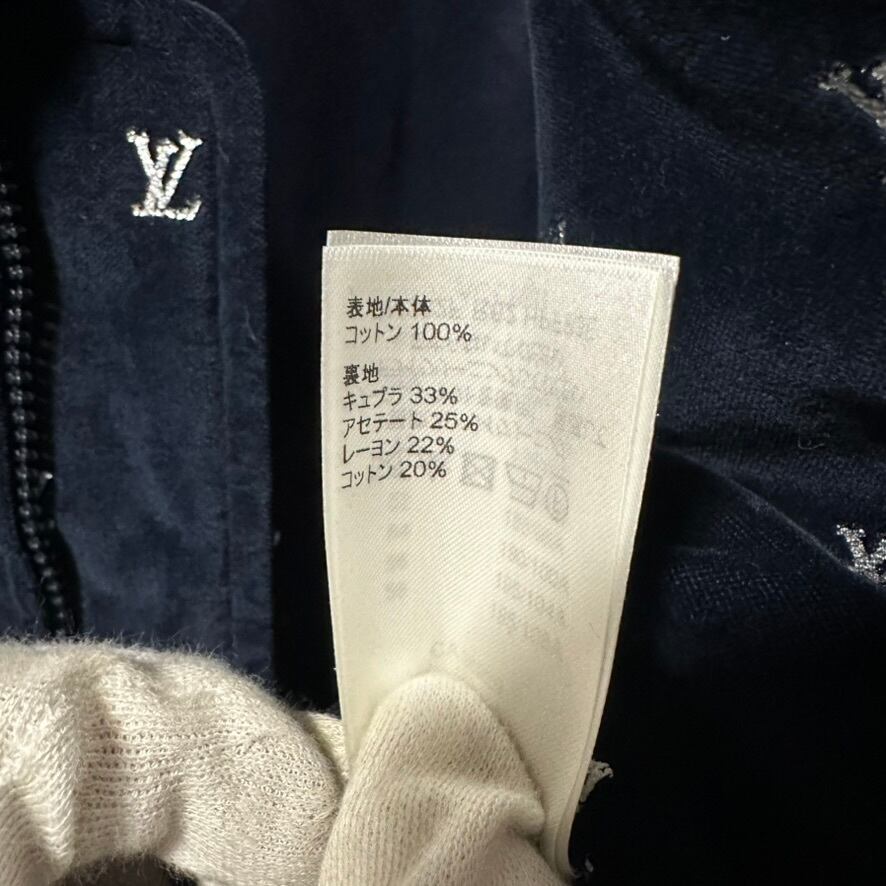 LV
表地/本体
コットン 100%
裏地
キュプラ 33%
アセテート 25%
レーヨン 22%
コットン 20%